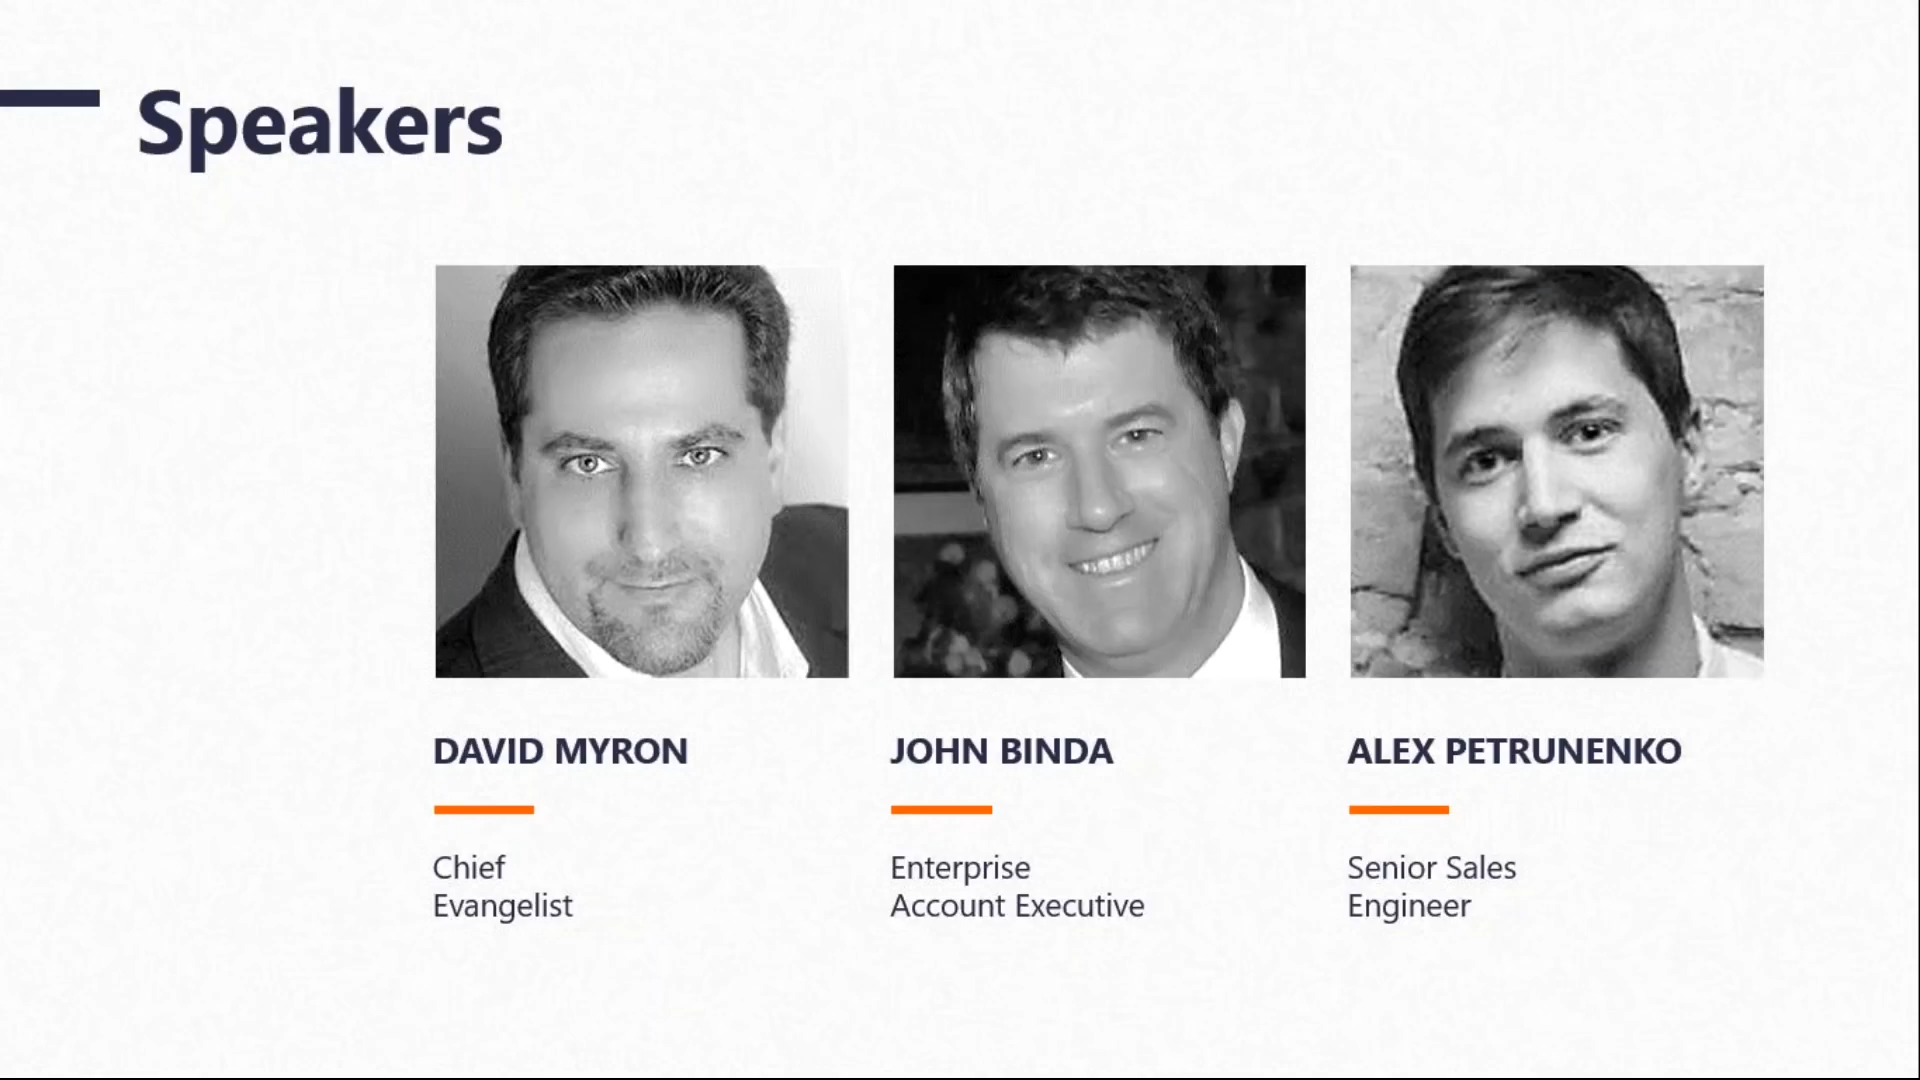 Speakers
DAVID MYRON
Chief
Evangelist
JOHN BINDA
Enterprise
Account Executive
ALEX PETRUNENKO
Senior Sales
Engineer